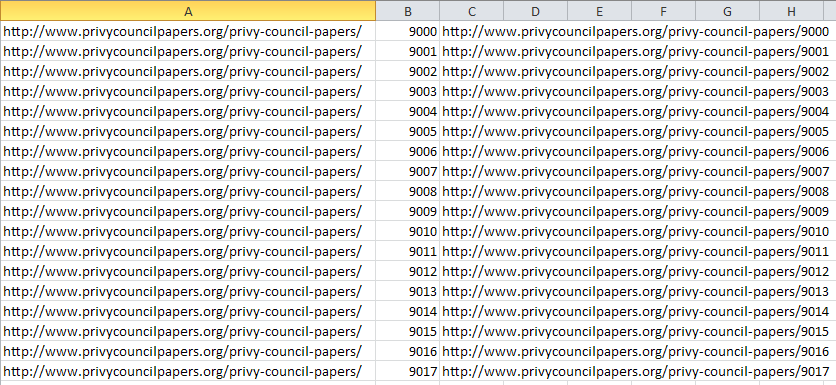 A B C D E F G H
http://www.privycouncilpapers.org/privy-council-papers/ 9000 http://www.privycouncilpapers.org/privy-council-papers/9000
http://www.privycouncilpapers.org/privy-council-papers/ 9001 http://www.privycouncilpapers.org/privy-council-papers/9001
http://www.privycouncilpapers.org/privy-council-papers/ 9002 http://www.privycouncilpapers.org/privy-council-papers/9002
http://www.privycouncilpapers.org/privy-council-papers/ 9003 http://www.privycouncilpapers.org/privy-council-papers/9003
http://www.privycouncilpapers.org/privy-council-papers/ 9004 http://www.privycouncilpapers.org/privy-council-papers/9004
http://www.privycouncilpapers.org/privy-council-papers/ 9005 http://www.privycouncilpapers.org/privy-council-papers/9005
http://www.privycouncilpapers.org/privy-council-papers/ 9006 http://www.privycouncilpapers.org/privy-council-papers/9006
http://www.privycouncilpapers.org/privy-council-papers/ 9007 http://www.privycouncilpapers.org/privy-council-papers/9007
http://www.privycouncilpapers.org/privy-council-papers/ 9008 http://www.privycouncilpapers.org/privy-council-papers/9008
http://www.privycouncilpapers.org/privy-council-papers/ 9009 http://www.privycouncilpapers.org/privy-council-papers/9009
http://www.privycouncilpapers.org/privy-council-papers/ 9010 http://www.privycouncilpapers.org/privy-council-papers/9010
http://www.privycouncilpapers.org/privy-council-papers/ 9011 http://www.privycouncilpapers.org/privy-council-papers/9011
http://www.privycouncilpapers.org/privy-council-papers/ 9012 http://www.privycouncilpapers.org/privy-council-papers/9012
http://www.privycouncilpapers.org/privy-council-papers/ 9013 http://www.privycouncilpapers.org/privy-council-papers/9013
http://www.privycouncilpapers.org/privy-council-papers/ 9014 http://www.privycouncilpapers.org/privy-council-papers/9014
http://www.privycouncilpapers.org/privy-council-papers/ 9015 http://www.privycouncilpapers.org/privy-council-papers/9015
http://www.privycouncilpapers.org/privy-council-papers/ 9016 http://www.privycouncilpapers.org/privy-council-papers/9016
http://www.privycouncilpapers.org/privy-council-papers/ 9017 http://www.privycouncilpapers.org/privy-council-papers/9017